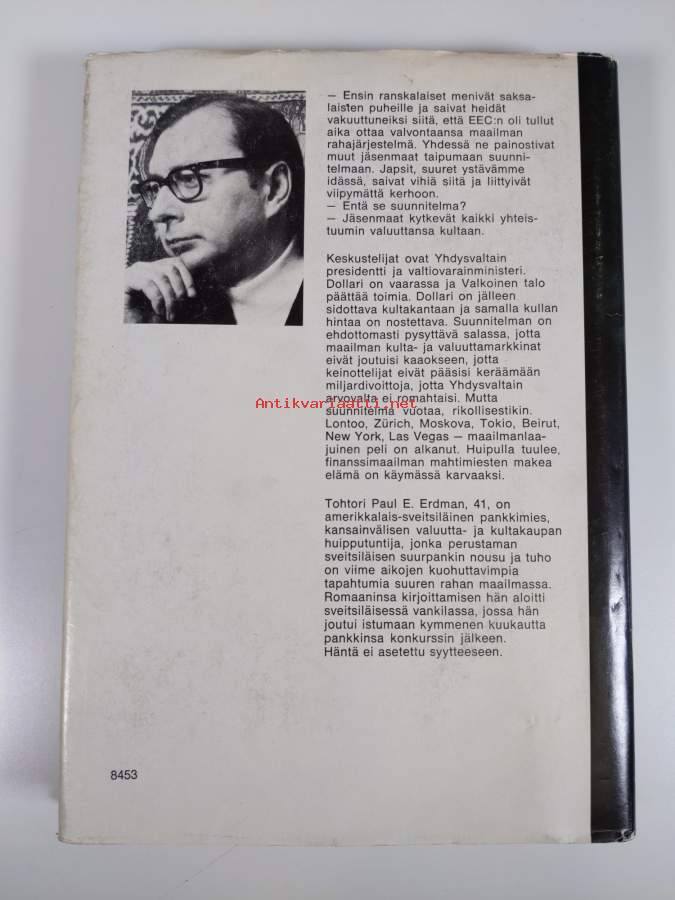 — Ensin ranskalaiset menivät saksa-
laisten puheille ja saivat heidät
vakuuttuneiksi siitä, että EEC:n oli tullut
aika ottaa valvontaansa maailman
rahajärjestelmä. Yhdessä ne painostivat
muut jäsenmaat taipumaan suunni-
telmaan. Japsit, suuret ystävämme
idässä, saivat vihiä siitä ja liittyivät
viipymättä kerhoon.
— Entä se suunnitelma?
— Jäsenmaat kytkevät kaikki yhteis-
tuumin valuuttansa kultaan.
Keskustelijat ovat Yhdysvaltain
presidentti ja valtiovarainministeri.
Dollari on vaarassa ja Valkoinen talo
päättää toimia. Dollari on jälleen
sidottava kultakantaan ja samalla kullan
hintaa on nostettava. Suunnitelman on
ehdottomasti pysyttävä salassa, jotta
maailman kulta- ja valuuttamarkkinat
eivät joutuisi kaaokseen, jotta
keinottelijat eivät pääsisi keräämään
miljardivoittoja, jotta Yhdysvaltain
arvovalta ei romahtaisi. Mutta
Antikvariaatti.net
suunnitelma vuotaa, rikollisestikin.
Lontoo, Zürich, Moskova, Tokio, Beirut,
New York, Las Vegas — maailmanlaa-
juinen peli on alkanut. Huipulla tuulee,
finanssimaailman mahtimiesten makea
elämä on käymässä karvaaksi.
Tohtori Paul E. Erdman, 41, on
amerikkalais-sveitsiläinen pankkimies,
kansainvälisen valuutta- ja kultakaupan
huipputuntija, jonka perustaman
sveitsiläisen suurpankin nousu ja tuho
on viime aikojen kuohuttavimpia
tapahtumia suuren rahan maailmassa.
Romaaninsa kirjoittamisen hän aloitti
sveitsiläisessä vankilassa, jossa hän
joutui istumaan kymmenen kuukautta
pankkinsa konkurssin jälkeen.
Häntä ei asetettu syytteeseen.
8453